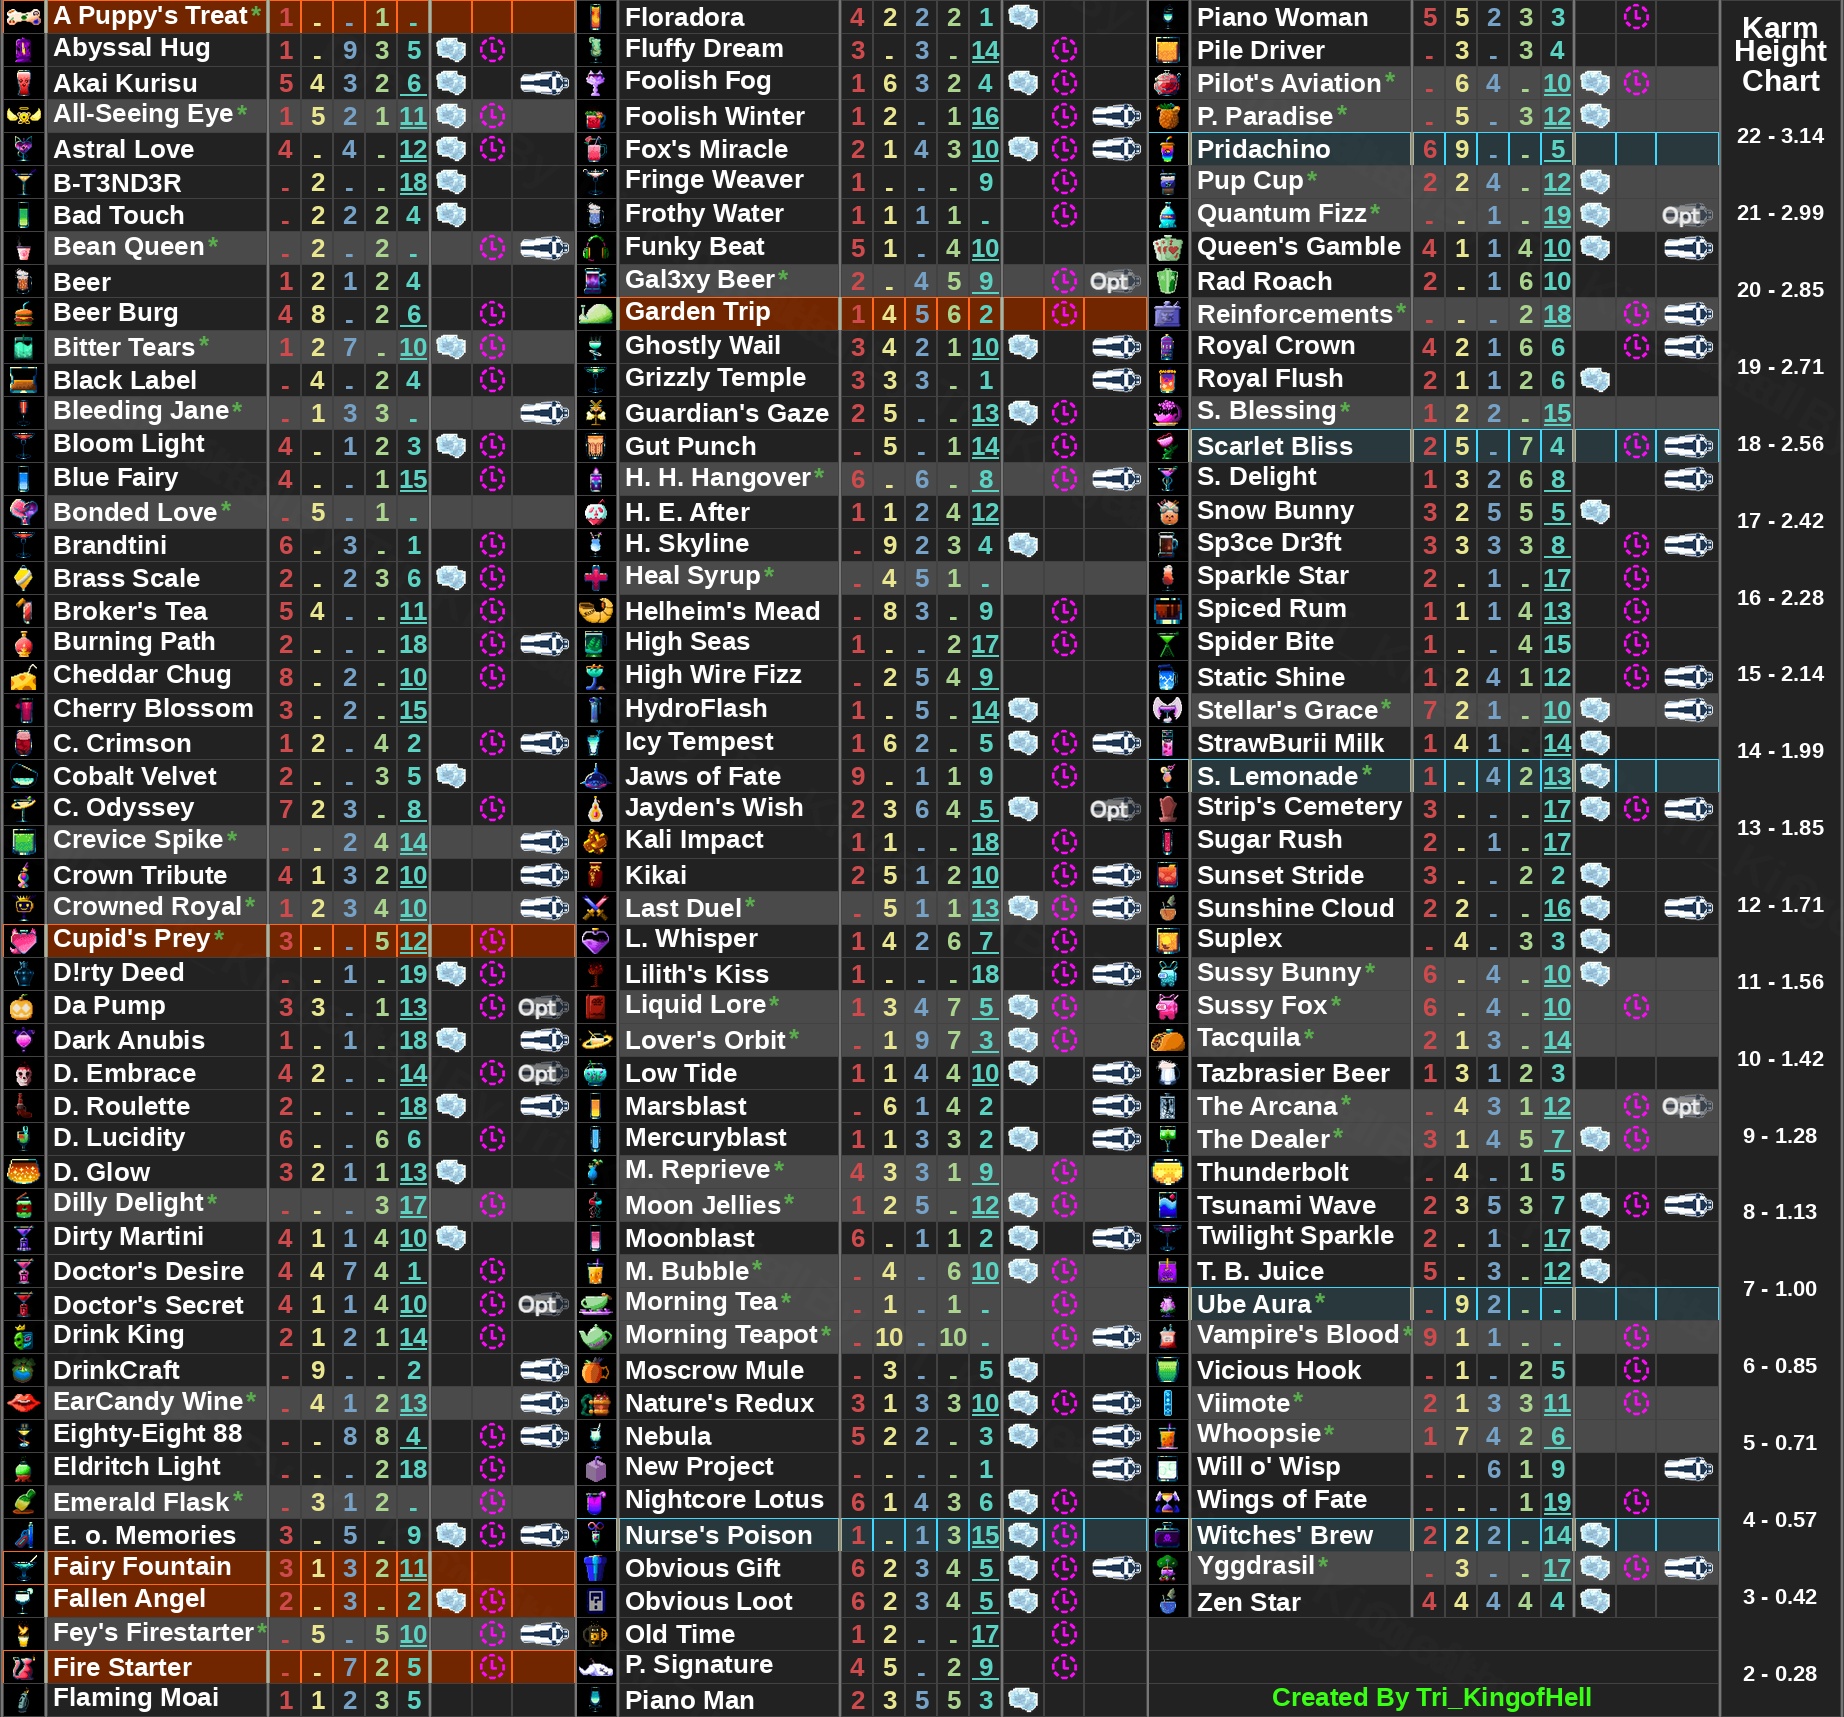 A Puppy's Treat* 1 - - 1 -
Abyssal Hug 1 - 9 3 5
Akai Kurisu 5 4 3 2 6
All-Seeing Eye* 1 5 2 1 11
Astral Love 4 - 4 - 12
B-T3ND3R - 2 - - 18
Bad Touch - 2 2 2 4
Bean Queen* - 2 - 2 -
Beer 1 2 1 2 4
Beer Burg 4 8 - 2 6
Bitter Tears* 1 2 7 - 10
Black Label - 4 - 2 4
Bleeding Jane* - 1 3 3 -
Bloom Light 4 - 1 2 3
Blue Fairy 4 - - 1 15
Bonded Love* - 5 - 1 -
Brandtini 6 - 3 - 1
Brass Scale 2 - 2 3 6
Broker's Tea 5 4 - - 11
Burning Path 2 - - - 18
Cheddar Chug 8 - 2 - 10
Cherry Blossom 3 - 2 - 15
C. Crimson 1 2 - 4 2
Cobalt Velvet 2 - - 3 5
C. Odyssey 7 2 3 - 8
Crevice Spike* - - 2 4 14
Crown Tribute 4 1 3 2 10
Crowned Royal* 1 2 3 4 10
Cupid's Prey* 3 - - 5 12
D!rty Deed - - 1 - 19
Da Pump 3 3 - 1 13 Opt
Dark Anubis 1 - 1 - 18
D. Embrace 4 2 - - 14 Opt
D. Roulette 2 - - - 18
D. Lucidity 6 - - 6 6
D. Glow 3 2 1 1 13
Dilly Delight* - - - 3 17
Dirty Martini 4 1 1 4 10
Doctor's Desire 4 4 7 4 1
Doctor's Secret 4 1 1 4 10 Opt
Drink King 2 1 2 1 14
DrinkCraft - 9 - - 2
EarCandy Wine* - 4 1 2 13
Eighty-Eight 88 - - 8 8 4
Eldritch Light - - - 2 18
Emerald Flask* - 3 1 2 -
E. o. Memories 3 - 5 - 9
Fairy Fountain 3 1 3 2 11
Fallen Angel 2 - 3 - 2
Fey's Firestarter* - 5 - 5 10
Fire Starter - - 7 2 5
Flaming Moai 1 1 2 3 5
Floradora 4 2 2 2 1
Fluffy Dream 3 - 3 - 14
Foolish Fog 1 6 3 2 4
Foolish Winter 1 2 - 1 16
Fox's Miracle 2 1 4 3 10
Fringe Weaver 1 - - - 9
Frothy Water 1 1 1 1 -
Funky Beat 5 1 - 4 10
Gal3xy Beer* 2 - 4 5 9 Opt
Garden Trip 1 4 5 6 2
Ghostly Wail 3 4 2 1 10
Grizzly Temple 3 3 3 - 1
Guardian's Gaze 2 5 - - 13
Gut Punch - 5 - 1 14
H. H. Hangover* 6 - 6 - 8
H. E. After 1 1 2 4 12
H. Skyline - 9 2 3 4
Heal Syrup* - 4 5 1 -
Helheim's Mead - 8 3 - 9
High Seas 1 - - 2 17
High Wire Fizz - 2 5 4 9
HydroFlash 1 - 5 - 14
Icy Tempest 1 6 2 - 5
Jaws of Fate 9 - 1 1 9
Jayden's Wish 2 3 6 4 5 Opt
Kali Impact 1 1 - - 18
Kikai 2 5 1 2 10
Last Duel* - 5 1 1 13
L. Whisper 1 4 2 6 7
Lilith's Kiss 1 - - - 18
Liquid Lore* 1 3 4 7 5
Lover's Orbit* - 1 9 7 3
Low Tide 1 1 4 4 10
Marsblast - 6 1 4 2
Mercuryblast 1 1 3 3 2
M. Reprieve* 4 3 3 1 9
Moon Jellies* 1 2 5 - 12
Moonblast 6 - 1 1 2
M. Bubble* - 4 - 6 10
Morning Tea* - 1 - 1 -
Morning Teapot* - 10 - 10 -
Moscrow Mule - 3 - - 5
Nature's Redux 3 1 3 3 10
Nebula 5 2 2 - 3
New Project - - - - 1
Nightcore Lotus 6 1 4 3 6
Nurse's Poison 1 - 1 3 15
Obvious Gift 6 2 3 4 5
Obvious Loot 6 2 3 4 5
Old Time 1 2 - - 17
P. Signature 4 5 - 2 9
Piano Man 2 3 5 5 3
Piano Woman 5 5 2 3 3
Pile Driver - 3 - 3 4
Pilot's Aviation* - 6 4 - 10
P. Paradise* - 5 - 3 12
Pridachino 6 9 - - 5
Pup Cup* 2 2 4 - 12
Quantum Fizz* - - 1 - 19 Opt
Queen's Gamble 4 1 1 4 10
Rad Roach 2 - 1 6 10
Reinforcements* - - - 2 18
Royal Crown 4 2 1 6 6
Royal Flush 2 1 1 2 6
S. Blessing* 1 2 2 - 15
Scarlet Bliss 2 5 - 7 4
S. Delight 1 3 2 6 8
Snow Bunny 3 2 5 5 5
Sp3ce Dr3ft 3 3 3 3 8
Sparkle Star 2 - 1 - 17
Spiced Rum 1 1 1 4 13
Spider Bite 1 - - 4 15
Static Shine 1 2 4 1 12
Stellar's Grace* 7 2 1 - 10
StrawBurii Milk 1 4 1 - 14
S. Lemonade* 1 - 4 2 13
Strip's Cemetery 3 - - - 17
Sugar Rush 2 - 1 - 17
Sunset Stride 3 - - 2 2
Sunshine Cloud 2 2 - - 16
Suplex - 4 - 3 3
Sussy Bunny* 6 - 4 - 10
Sussy Fox* 6 - 4 - 10
Tacquila* 2 1 3 - 14
Tazbrasier Beer 1 3 1 2 3
The Arcana* - 4 3 1 12 Opt
The Dealer* 3 1 4 5 7
Thunderbolt - 4 - 1 5
Tsunami Wave 2 3 5 3 7
Twilight Sparkle 2 - 1 - 17
T. B. Juice 5 - 3 - 12
Ube Aura* - 9 2 - -
Vampire's Blood* 9 1 1 - -
Vicious Hook - 1 - 2 5
Viimote* 2 1 3 3 11
Whoopsie* 1 7 4 2 6
Will o' Wisp - - 6 1 9
Wings of Fate - - - 1 19
Witches' Brew 2 2 2 - 14
Yggdrasil* - 3 - - 17
Zen Star 4 4 4 4 4
Created By Tri_KingofHell
Karm
Height
Chart
22 - 3.14
21 - 2.99
20 - 2.85
19 - 2.71
18 - 2.56
17 - 2.42
16 - 2.28
15 - 2.14
14 - 1.99
13 - 1.85
12 - 1.71
11 - 1.56
10 - 1.42
9 - 1.28
8 - 1.13
7 - 1.00
6 - 0.85
5 - 0.71
4 - 0.57
3 - 0.42
2 - 0.28